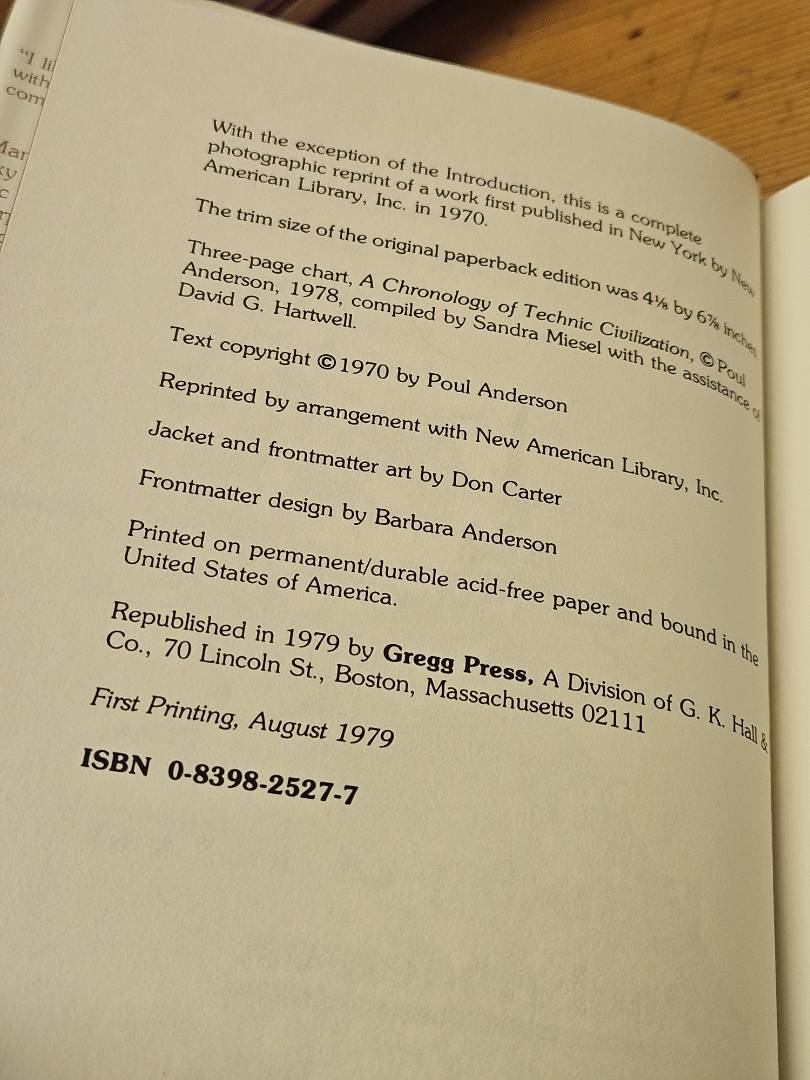 "I li
with
com
Mar
ky
c
With the exception of the Introduction, this is a complete
photographic reprint of a work first published in New York by New
American Library, Inc. in 1970.
The trim size of the original paperback edition was 4⅛ by 6⅞ inches
Three-page chart, A Chronology of Technic Civilization, © Poul
Anderson, 1978, compiled by Sandra Miesel with the assistance of
David G. Hartwell.
Text copyright ©1970 by Poul Anderson
Reprinted by arrangement with New American Library, Inc.
Jacket and frontmatter art by Don Carter
Frontmatter design by Barbara Anderson
Printed on permanent/durable acid-free paper and bound in the
United States of America.
Republished in 1979 by Gregg Press, A Division of G. K. Hall &
Co., 70 Lincoln St., Boston, Massachusetts 02111
First Printing, August 1979
ISBN 0-8398-2527-7